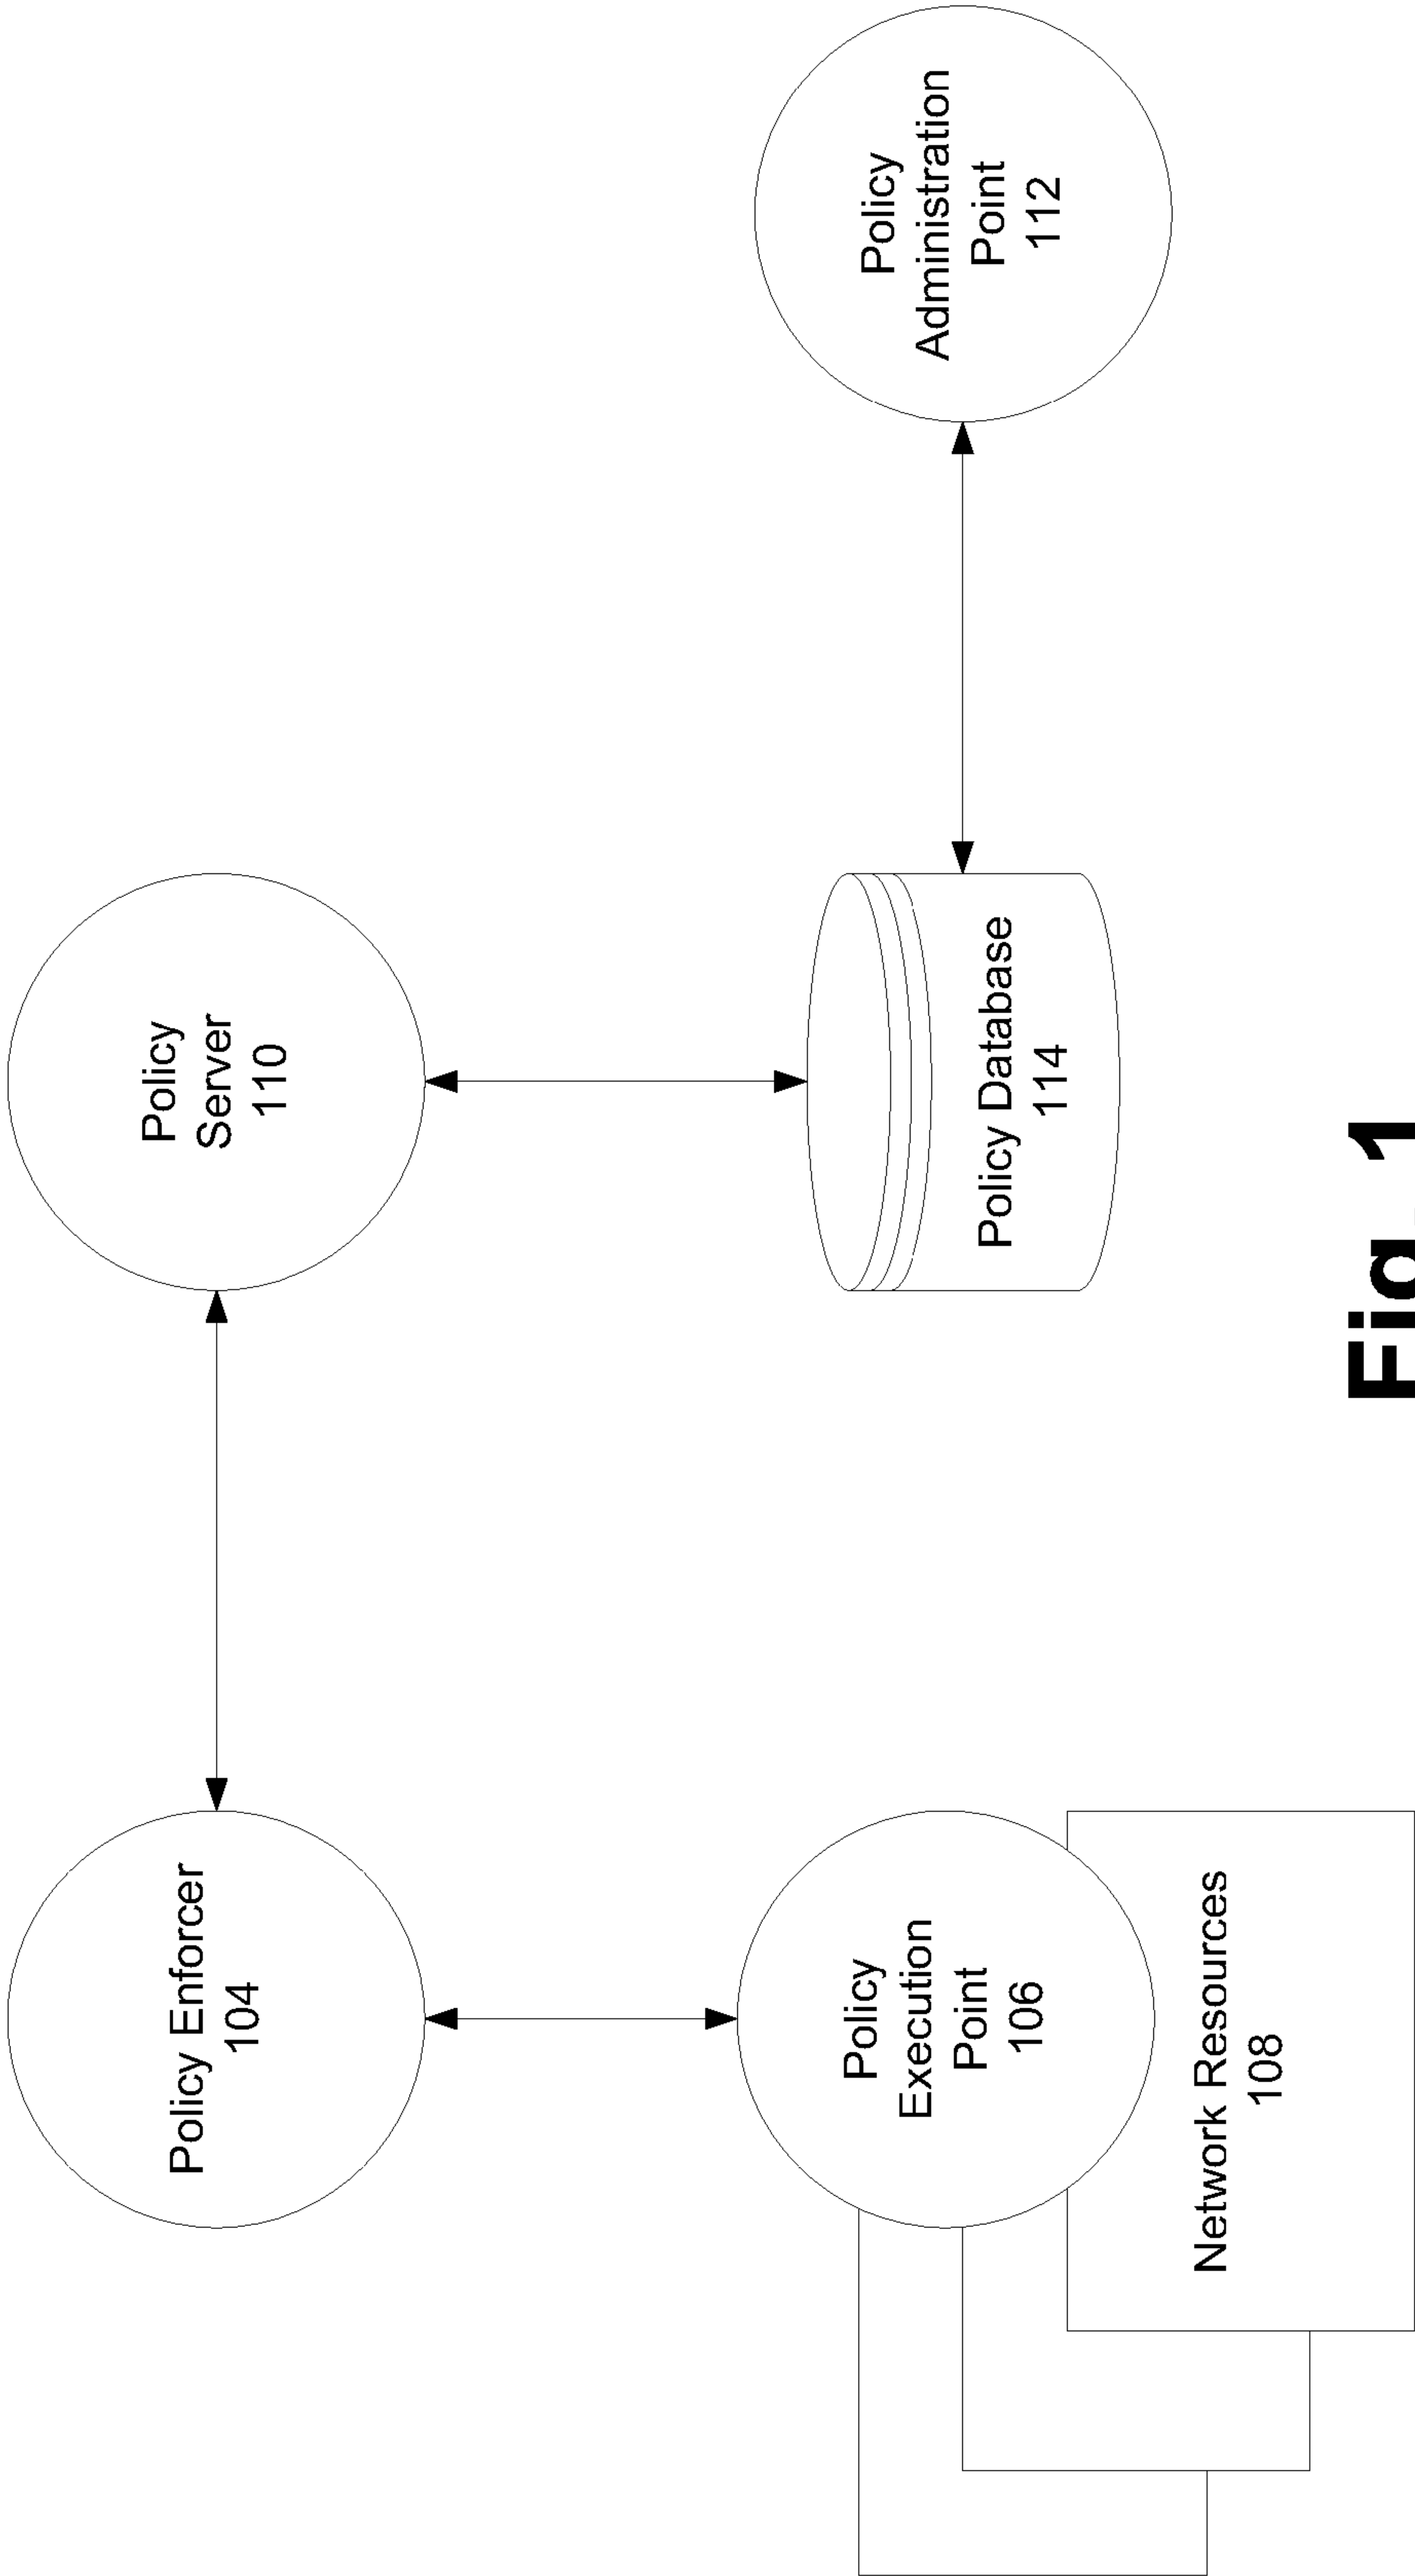 Policy Enforcer
104
Policy
Server
110
Policy
Execution
Point
106
Network Resources
108
Policy Database
114
Policy
Administration
Point
112
Fig. 1